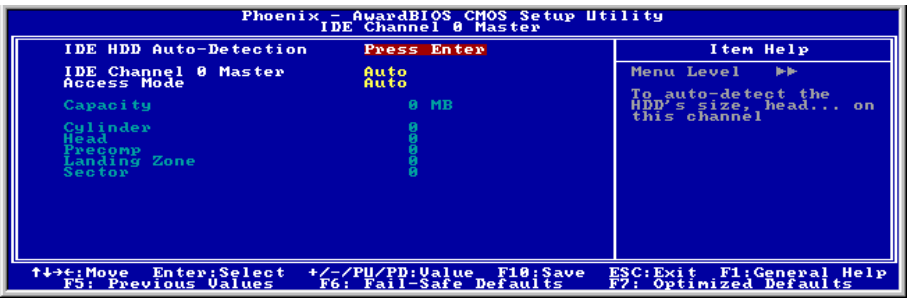 Phoenix - AwardBIOS CMOS Setup Utility
IDE Channel 0 Master
IDE HDD Auto-Detection Press Enter
IDE Channel 0 Master Auto
Access Mode Auto
Capacity 0 MB
Cylinder 0
Head 0
Precomp 0
Landing Zone 0
Sector 0
Item Help
Menu Level ▶▶
To auto-detect the
HDD's size, head... on
this channel
↑↓→←:Move Enter:Select +/-/PU/PD:Value F10:Save ESC:Exit F1:General Help
F5: Previous Values F6: Fail-Safe Defaults F7: Optimized Defaults